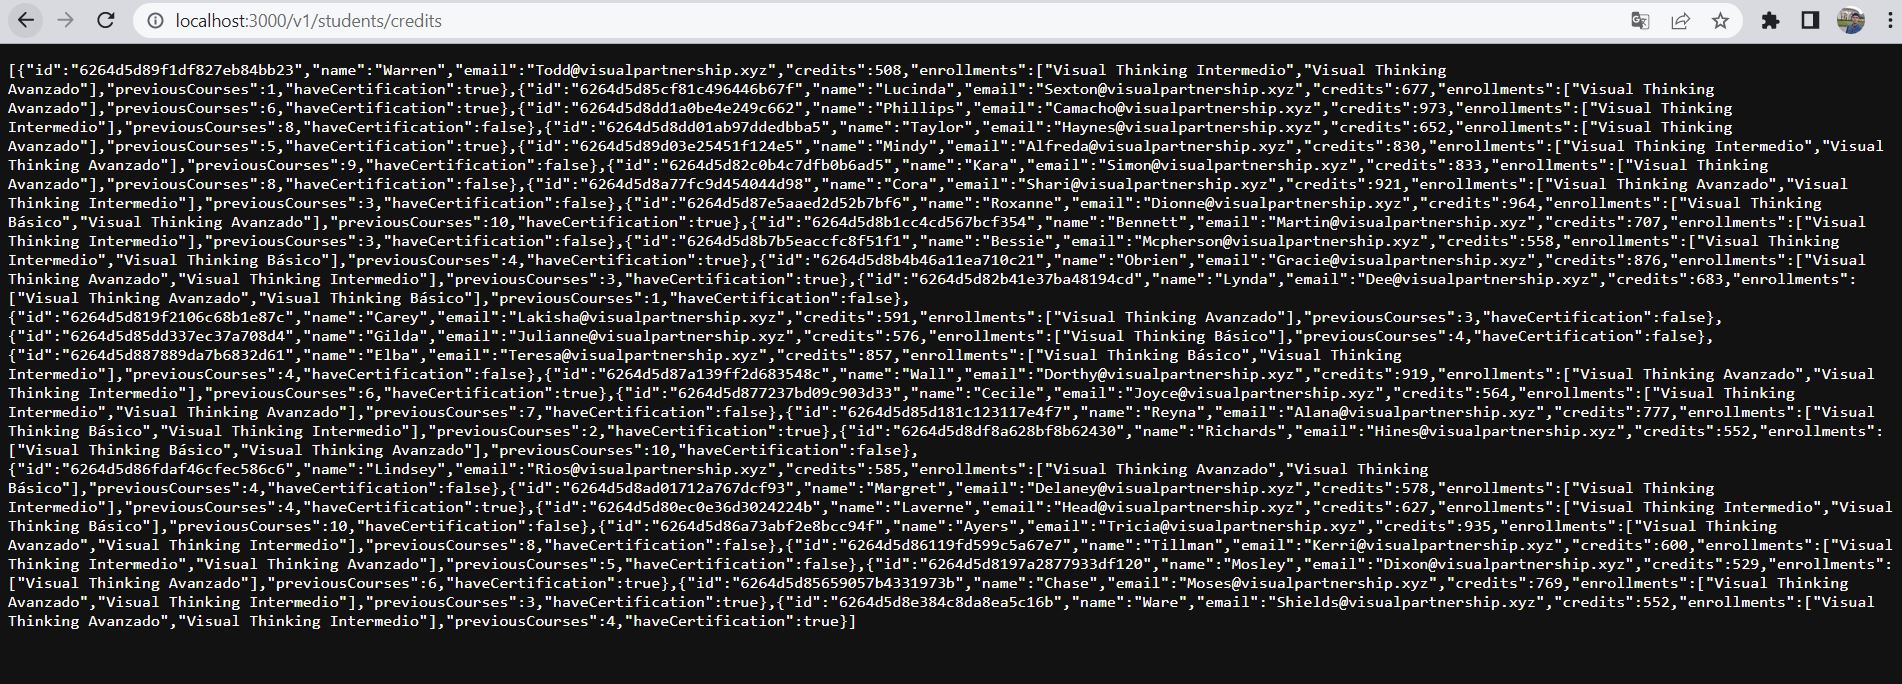 localhost:3000/v1/students/credits
[{"id":"6264d5d89f1df827eb84bb23","name":"Warren","email":"Todd@visualpartnership.xyz","credits":508,"enrollments":["Visual Thinking Intermedio","Visual Thinking
Avanzado"],"previousCourses":1,"haveCertification":true},{"id":"6264d5d85cf81c496446b67f","name":"Lucinda","email":"Sexton@visualpartnership.xyz","credits":677,"enrollments":["Visual Thinking
Avanzado"],"previousCourses":6,"haveCertification":true},{"id":"6264d5d8dd1a0be4e249c662","name":"Phillips","email":"Camacho@visualpartnership.xyz","credits":973,"enrollments":["Visual Thinking
Intermedio"],"previousCourses":8,"haveCertification":false},{"id":"6264d5d8dd01ab97ddedbba5","name":"Taylor","email":"Haynes@visualpartnership.xyz","credits":652,"enrollments":["Visual Thinking
Avanzado"],"previousCourses":5,"haveCertification":true},{"id":"6264d5d89d03e25451f124e5","name":"Mindy","email":"Alfreda@visualpartnership.xyz","credits":830,"enrollments":["Visual Thinking Intermedio","Visual
Thinking Avanzado"],"previousCourses":9,"haveCertification":false},{"id":"6264d5d82c0b4c7dfb0b6ad5","name":"Kara","email":"Simon@visualpartnership.xyz","credits":833,"enrollments":["Visual Thinking
Avanzado"],"previousCourses":8,"haveCertification":false},{"id":"6264d5d8a77fc9d454044d98","name":"Cora","email":"Shari@visualpartnership.xyz","credits":921,"enrollments":["Visual Thinking Avanzado","Visual Thinking
Intermedio"],"previousCourses":3,"haveCertification":false},{"id":"6264d5d87e5aaed2d52b7bf6","name":"Roxanne","email":"Dionne@visualpartnership.xyz","credits":964,"enrollments":["Visual Thinking
Básico","Visual Thinking Avanzado"],"previousCourses":10,"haveCertification":true},{"id":"6264d5d8b1cc4cd567bcf354","name":"Bennett","email":"Martin@visualpartnership.xyz","credits":707,"enrollments":["Visual
Thinking Intermedio"],"previousCourses":3,"haveCertification":false},{"id":"6264d5d8b7b5eaccfc8f51f1","name":"Bessie","email":"Mcpherson@visualpartnership.xyz","credits":558,"enrollments":["Visual Thinking
Intermedio","Visual Thinking Básico"],"previousCourses":4,"haveCertification":true},{"id":"6264d5d8b4b46a11ea710c21","name":"Obrien","email":"Gracie@visualpartnership.xyz","credits":876,"enrollments":["Visual
Thinking Avanzado","Visual Thinking Intermedio"],"previousCourses":3,"haveCertification":true},{"id":"6264d5d82b41e37ba48194cd","name":"Lynda","email":"Dee@visualpartnership.xyz","credits":683,"enrollments":
["Visual Thinking Avanzado","Visual Thinking Básico"],"previousCourses":1,"haveCertification":false},
{"id":"6264d5d819f2106c68b1e87c","name":"Carey","email":"Lakisha@visualpartnership.xyz","credits":591,"enrollments":["Visual Thinking Avanzado"],"previousCourses":3,"haveCertification":false},
{"id":"6264d5d85dd337ec37a708d4","name":"Gilda","email":"Julianne@visualpartnership.xyz","credits":576,"enrollments":["Visual Thinking Básico"],"previousCourses":4,"haveCertification":false},
{"id":"6264d5d887889da7b6832d61","name":"Elba","email":"Teresa@visualpartnership.xyz","credits":857,"enrollments":["Visual Thinking Básico","Visual Thinking
Intermedio"],"previousCourses":4,"haveCertification":false},{"id":"6264d5d87a139ff2d683548c","name":"Wall","email":"Dorthy@visualpartnership.xyz","credits":919,"enrollments":["Visual Thinking Avanzado","Visual
Thinking Intermedio"],"previousCourses":6,"haveCertification":true},{"id":"6264d5d877237bd09c903d33","name":"Cecile","email":"Joyce@visualpartnership.xyz","credits":564,"enrollments":["Visual Thinking
Intermedio","Visual Thinking Avanzado"],"previousCourses":7,"haveCertification":false},{"id":"6264d5d85d181c123117e4f7","name":"Reyna","email":"Alana@visualpartnership.xyz","credits":777,"enrollments":["Visual
Thinking Básico","Visual Thinking Intermedio"],"previousCourses":2,"haveCertification":true},{"id":"6264d5d8df8a628bf8b62430","name":"Richards","email":"Hines@visualpartnership.xyz","credits":552,"enrollments":
["Visual Thinking Básico","Visual Thinking Avanzado"],"previousCourses":10,"haveCertification":false},
{"id":"6264d5d86fdaf46cfec586c6","name":"Lindsey","email":"Rios@visualpartnership.xyz","credits":585,"enrollments":["Visual Thinking Avanzado","Visual Thinking
Básico"],"previousCourses":4,"haveCertification":false},{"id":"6264d5d8ad01712a767dcf93","name":"Margret","email":"Delaney@visualpartnership.xyz","credits":578,"enrollments":["Visual Thinking
Intermedio"],"previousCourses":4,"haveCertification":true},{"id":"6264d5d80ec0e36d3024224b","name":"Laverne","email":"Head@visualpartnership.xyz","credits":627,"enrollments":["Visual Thinking Intermedio","Visual
Thinking Básico"],"previousCourses":10,"haveCertification":false},{"id":"6264d5d86a73abf2e8bcc94f","name":"Ayers","email":"Tricia@visualpartnership.xyz","credits":935,"enrollments":["Visual Thinking
Avanzado","Visual Thinking Intermedio"],"previousCourses":8,"haveCertification":false},{"id":"6264d5d86119fd599c5a67e7","name":"Tillman","email":"Kerri@visualpartnership.xyz","credits":600,"enrollments":["Visual
Thinking Intermedio","Visual Thinking Avanzado"],"previousCourses":5,"haveCertification":false},{"id":"6264d5d8197a2877933df120","name":"Mosley","email":"Dixon@visualpartnership.xyz","credits":529,"enrollments":
["Visual Thinking Avanzado"],"previousCourses":6,"haveCertification":true},{"id":"6264d5d85659057b4331973b","name":"Chase","email":"Moses@visualpartnership.xyz","credits":769,"enrollments":["Visual Thinking
Avanzado","Visual Thinking Intermedio"],"previousCourses":3,"haveCertification":true},{"id":"6264d5d8e384c8da8ea5c16b","name":"Ware","email":"Shields@visualpartnership.xyz","credits":552,"enrollments":["Visual
Thinking Avanzado","Visual Thinking Intermedio"],"previousCourses":4,"haveCertification":true}]